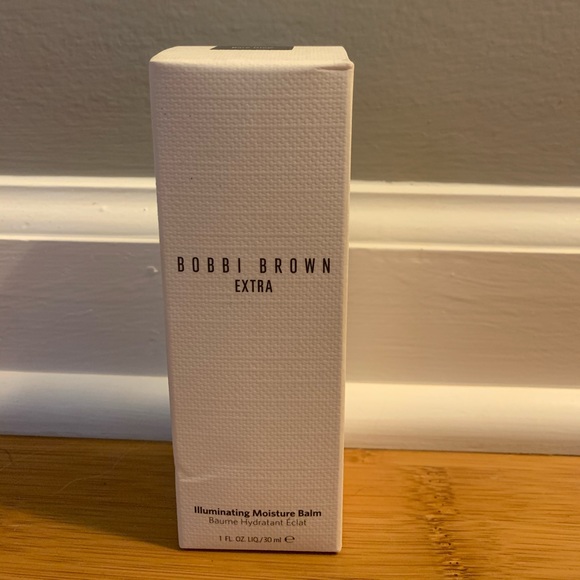 BOBBI BROWN
EXTRA
Illuminating Moisture Balm
Baume Hydratant Éclat
1 FL. OZ. LIQ./30 ml ℮